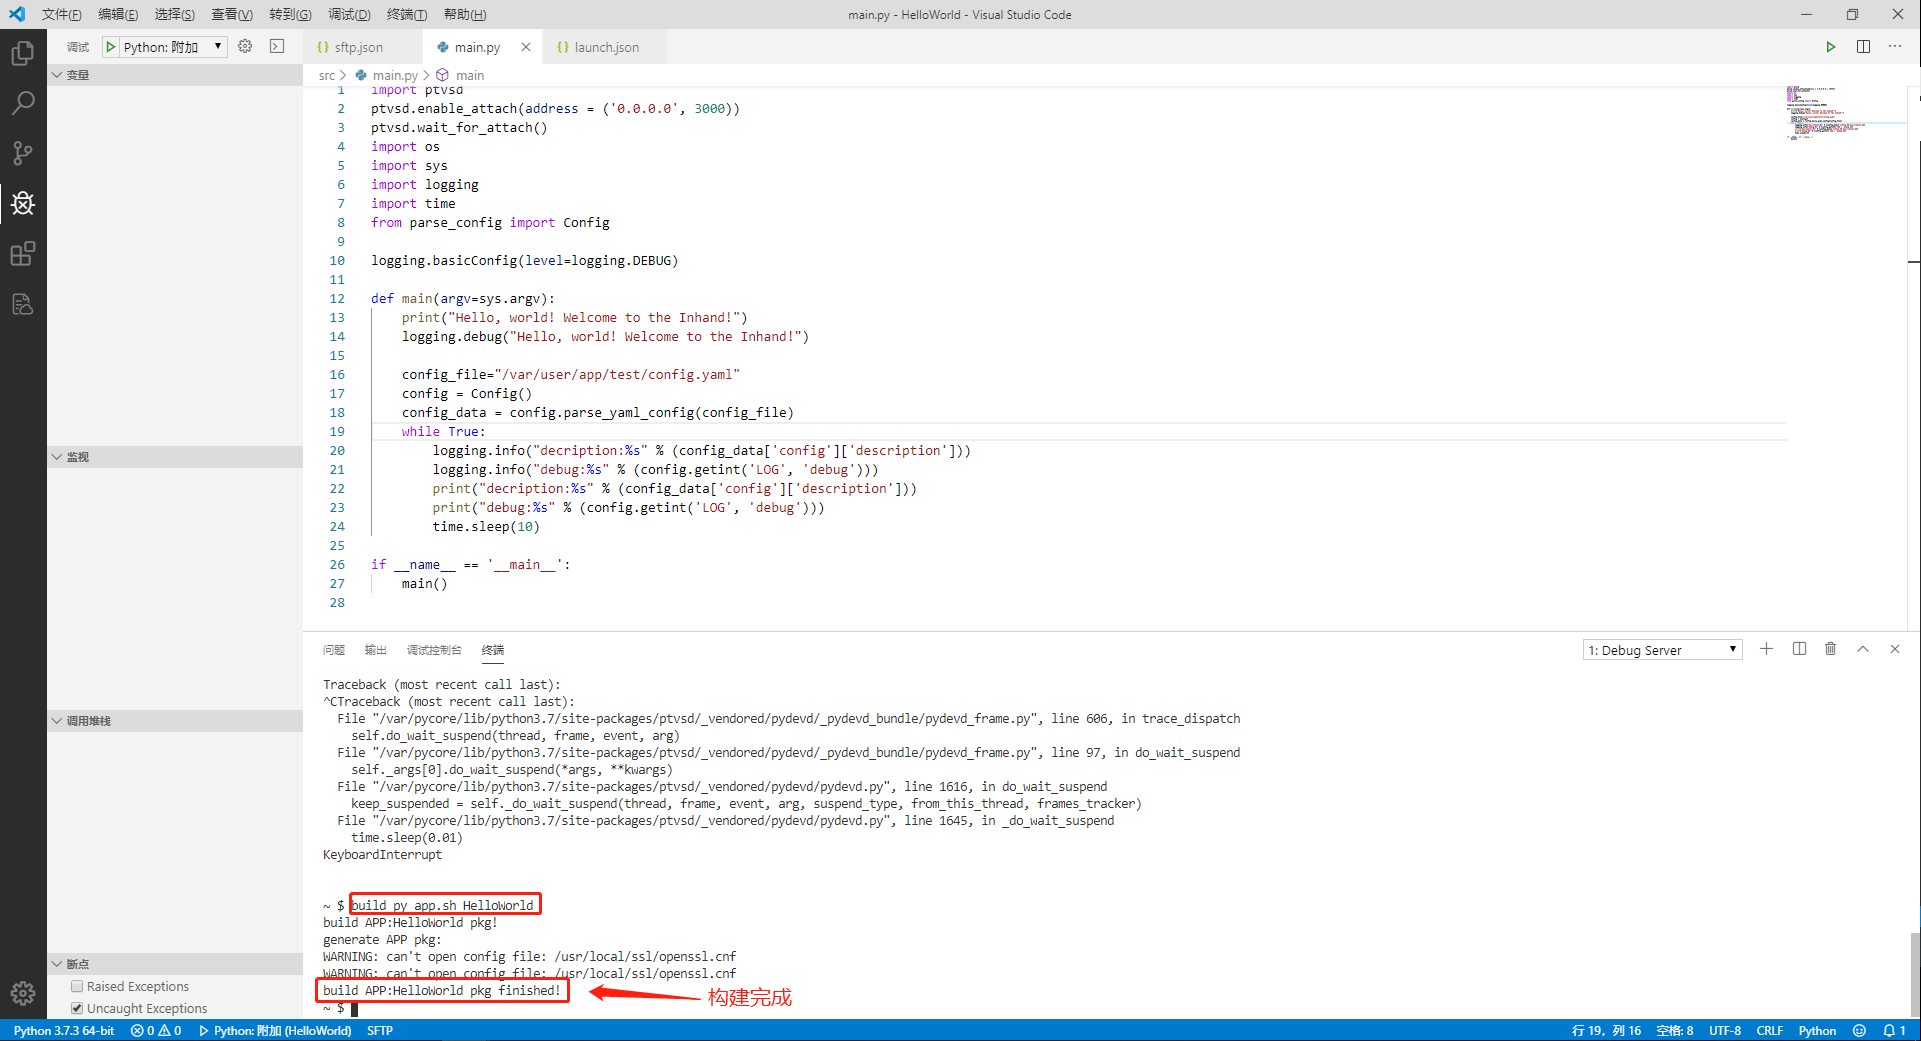 文件(F) 编辑(E) 选择(S) 查看(V) 转到(G) 调试(D) 终端(T) 帮助(H)
main.py - HelloWorld - Visual Studio Code
调试 Python: 附加
sftp.json main.py launch.json
变量
src main.py main
1 import ptvsd
2 ptvsd.enable_attach(address = ('0.0.0.0', 3000))
3 ptvsd.wait_for_attach()
4 import os
5 import sys
6 import logging
7 import time
8 from parse_config import Config
9
10 logging.basicConfig(level=logging.DEBUG)
11
12 def main(argv=sys.argv):
13 print("Hello, world! Welcome to the Inhand!")
14 logging.debug("Hello, world! Welcome to the Inhand!")
15
16 config_file="/var/user/app/test/config.yaml"
17 config = Config()
18 config_data = config.parse_yaml_config(config_file)
19 while True:
20 logging.info("decription:%s" % (config_data['config']['description']))
21 logging.info("debug:%s" % (config.getint('LOG', 'debug')))
22 print("decription:%s" % (config_data['config']['description']))
23 print("debug:%s" % (config.getint('LOG', 'debug')))
24 time.sleep(10)
25
26 if __name__ == '__main__':
27 main()
28
监视
调用堆栈
断点
Raised Exceptions
Uncaught Exceptions
问题 输出 调试控制台 终端
1: Debug Server
Traceback (most recent call last):
^CTraceback (most recent call last):
File "/var/pycore/lib/python3.7/site-packages/ptvsd/_vendored/pydevd/_pydevd_bundle/pydevd_frame.py", line 606, in trace_dispatch
self.do_wait_suspend(thread, frame, event, arg)
File "/var/pycore/lib/python3.7/site-packages/ptvsd/_vendored/pydevd/_pydevd_bundle/pydevd_frame.py", line 97, in do_wait_suspend
self._args[0].do_wait_suspend(*args, **kwargs)
File "/var/pycore/lib/python3.7/site-packages/ptvsd/_vendored/pydevd/pydevd.py", line 1616, in do_wait_suspend
keep_suspended = self._do_wait_suspend(thread, frame, event, arg, suspend_type, from_this_thread, frames_tracker)
File "/var/pycore/lib/python3.7/site-packages/ptvsd/_vendored/pydevd/pydevd.py", line 1645, in _do_wait_suspend
time.sleep(0.01)
KeyboardInterrupt
~ $ build_py_app.sh HelloWorld
build APP:HelloWorld pkg!
generate APP pkg:
WARNING: can't open config file: /usr/local/ssl/openssl.cnf
WARNING: can't open config file: /usr/local/ssl/openssl.cnf
build APP:HelloWorld pkg finished!
构建完成
~ $
Python 3.7.3 64-bit 0 0 Python: 附加 (HelloWorld) SFTP
行 19，列 16 空格: 8 UTF-8 CRLF Python 1